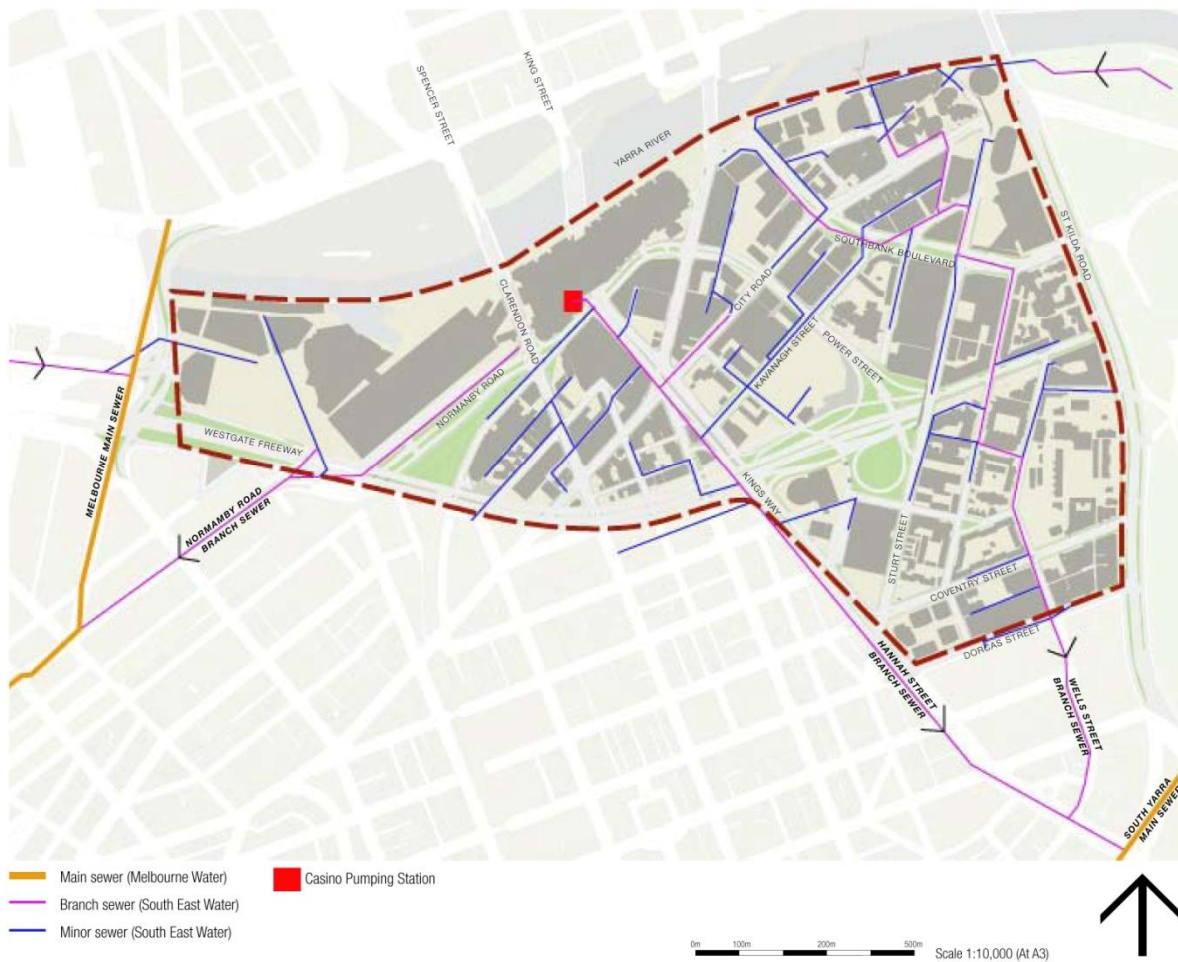 SPENCER STREET
KING STREET
YARRA RIVER
ST KILDA ROAD
SOUTHBANK BOULEVARD
CLARENDON ROAD
CITY ROAD
POWER STREET
KAVANAGH STREET
NORMANBY ROAD
WESTGATE FREEWAY
MELBOURNE MAIN SEWER
KINGS WAY
NORMAMBY ROAD
BRANCH SEWER
STURT STREET
COVENTRY STREET
DORCAS STREET
HANNAH STREET
BRANCH SEWER
WELLS STREET
BRANCH SEWER
SOUTH YARRA
MAIN SEWER
Main sewer (Melbourne Water)
Casino Pumping Station
Branch sewer (South East Water)
Minor sewer (South East Water)
0m 100m 200m 500m
Scale 1:10,000 (At A3)